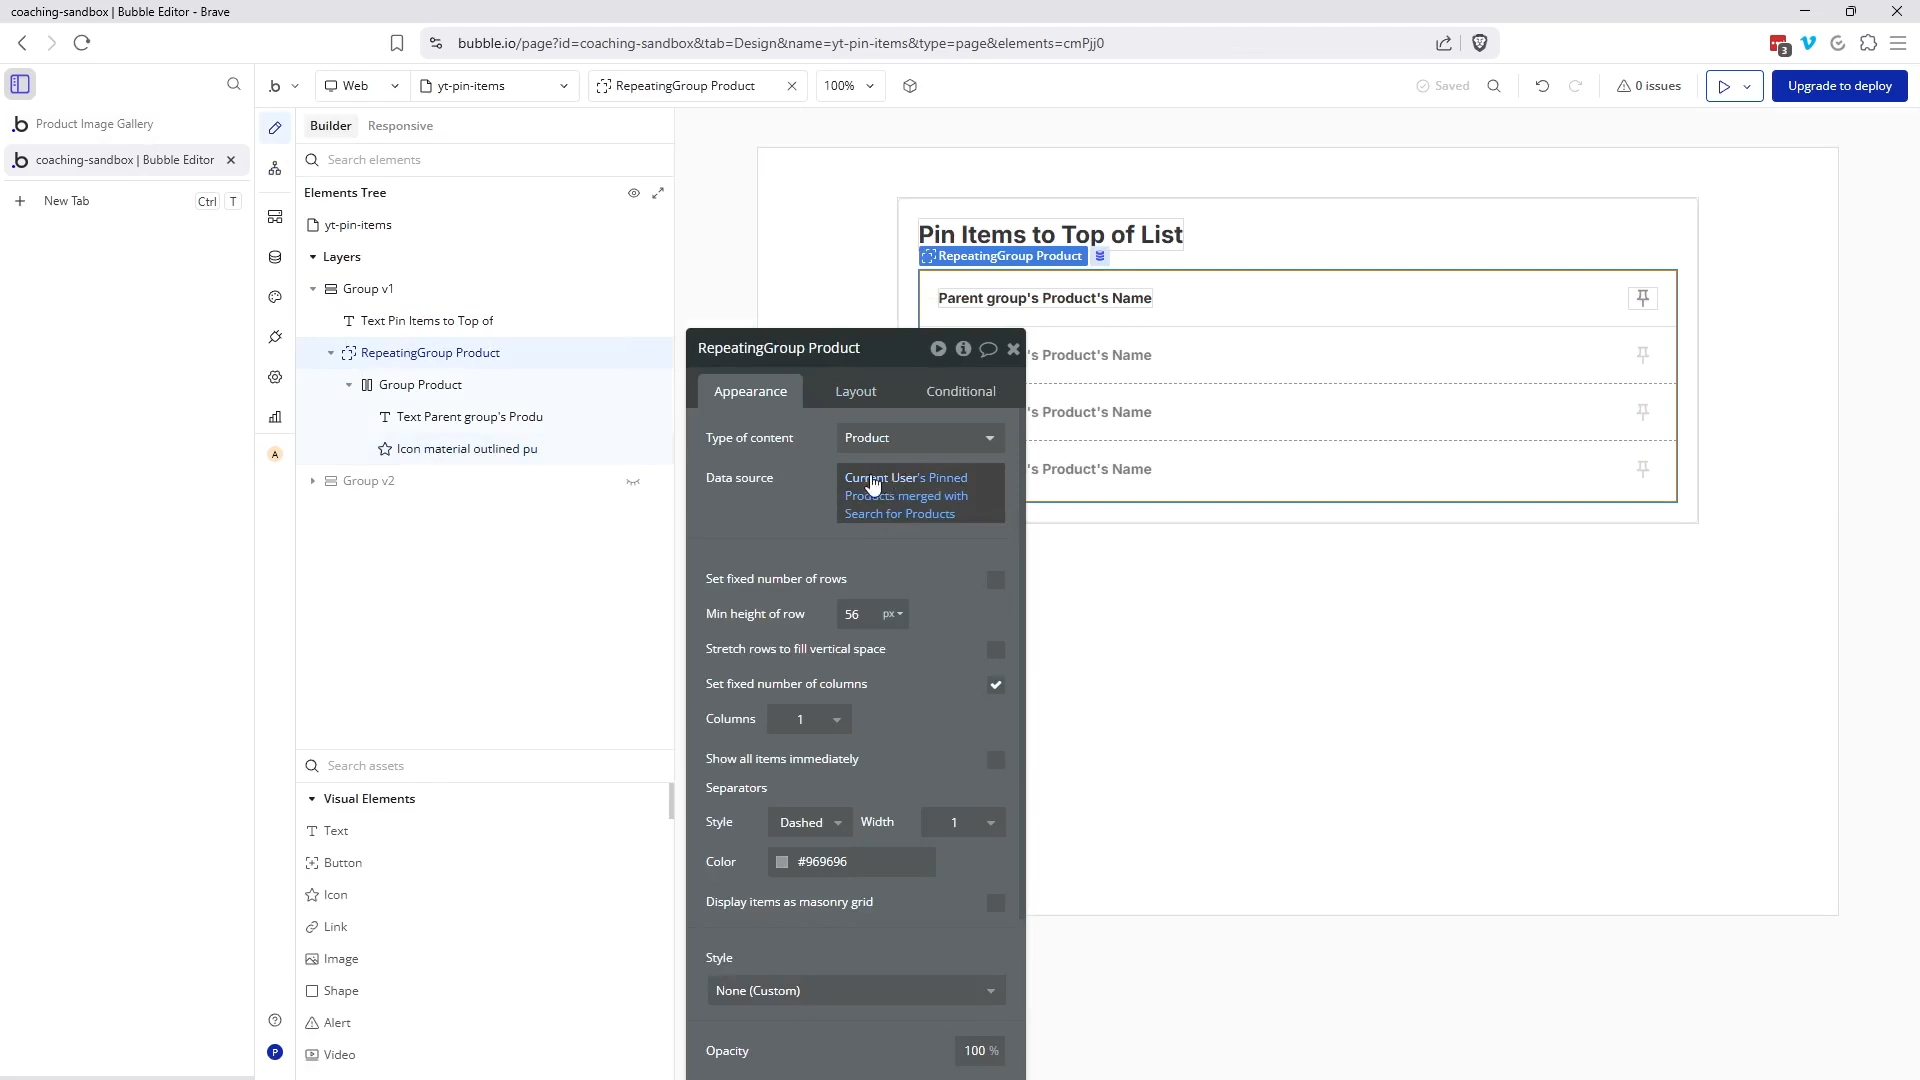 coaching-sandbox | Bubble Editor - Brave
bubble.io/page?id=coaching-sandbox&tab=Design&name=yt-pin-items&type=page&elements=cmPjj0
3
Web
yt-pin-items
RepeatingGroup Product
100%
Saved
0 issues
Upgrade to deploy
Product Image Gallery
coaching-sandbox | Bubble Editor
New Tab
Ctrl
T
Builder
Responsive
Search elements
Elements Tree
yt-pin-items
Layers
Group v1
Text Pin Items to Top of
RepeatingGroup Product
Group Product
Text Parent group's Produ
Icon material outlined pu
Group v2
A
P
Search assets
Visual Elements
Text
Button
Icon
Link
Image
Shape
Alert
Video
Pin Items to Top of List
RepeatingGroup Product
Parent group's Product's Name
's Product's Name
's Product's Name
's Product's Name
RepeatingGroup Product
Appearance
Layout
Conditional
Type of content
Product
Data source
Current User's Pinned
Products merged with
Search for Products
Set fixed number of rows
Min height of row
56
px
Stretch rows to fill vertical space
Set fixed number of columns
Columns
1
Show all items immediately
Separators
Style
Dashed
Width
1
Color
#969696
Display items as masonry grid
Style
None (Custom)
Opacity
100 %